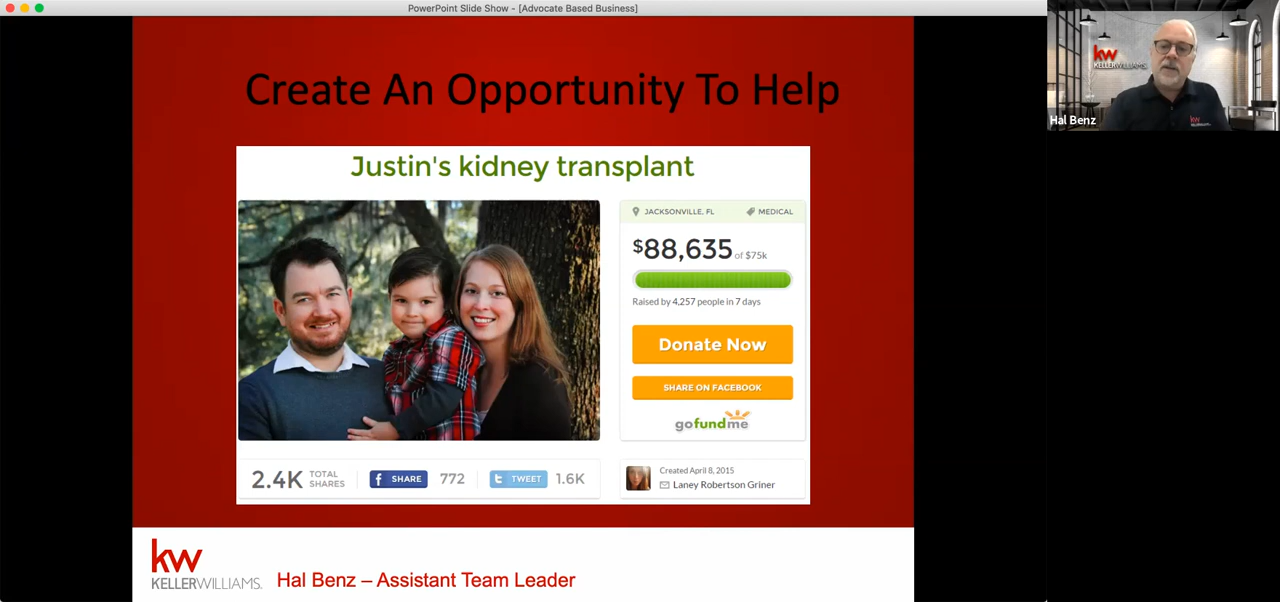 PowerPoint Slide Show - [Advocate Based Business]
Create An Opportunity To Help
Justin's kidney transplant
JACKSONVILLE, FL MEDICAL
$88,635 of $75k
Raised by 4,257 people in 7 days
Donate Now
SHARE ON FACEBOOK
gofundme
2.4K TOTAL SHARES
f SHARE 772
t TWEET 1.6K
Created April 8, 2015
Laney Robertson Griner
kw
KELLERWILLIAMS.
Hal Benz – Assistant Team Leader
kw
KELLERWILLIAMS.
kw
Hal Benz